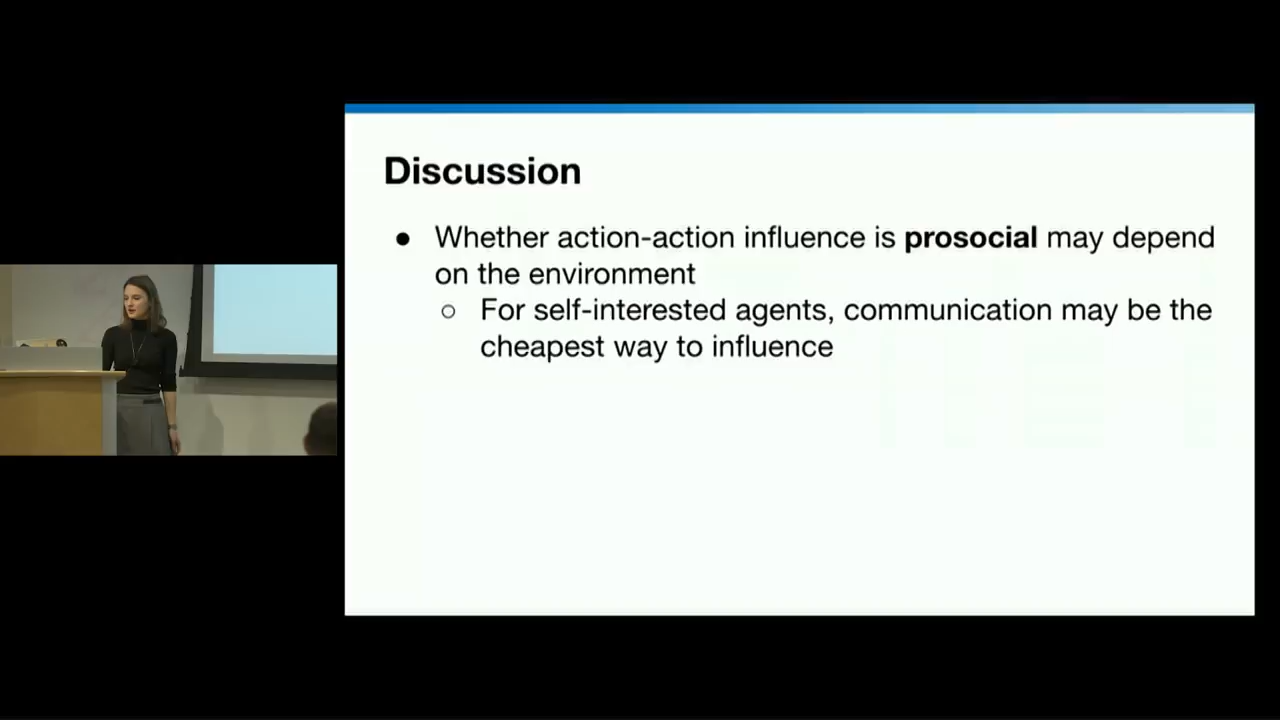 Discussion
● Whether action-action influence is prosocial may depend
on the environment
○ For self-interested agents, communication may be the
cheapest way to influence